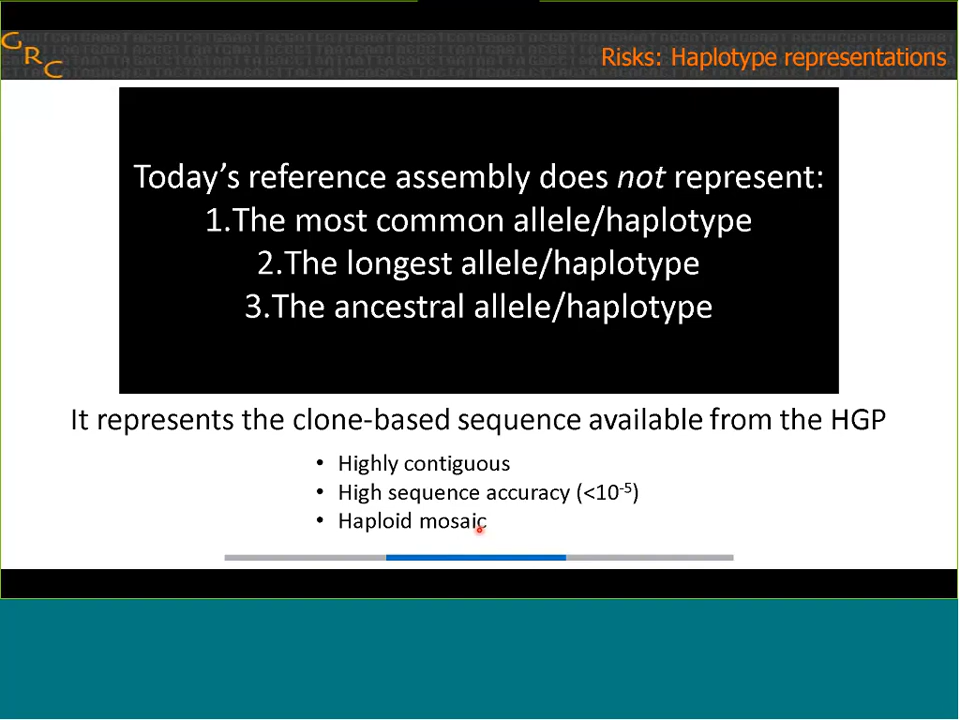 GRC
Risks: Haplotype representations
Today’s reference assembly does not represent:
1.The most common allele/haplotype
2.The longest allele/haplotype
3.The ancestral allele/haplotype
It represents the clone-based sequence available from the HGP
• Highly contiguous
• High sequence accuracy (<10⁻⁵)
• Haploid mosaic